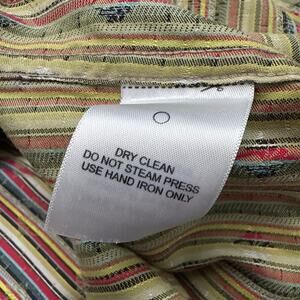 DRY CLEAN
DO NOT STEAM PRESS
USE HAND IRON ONLY